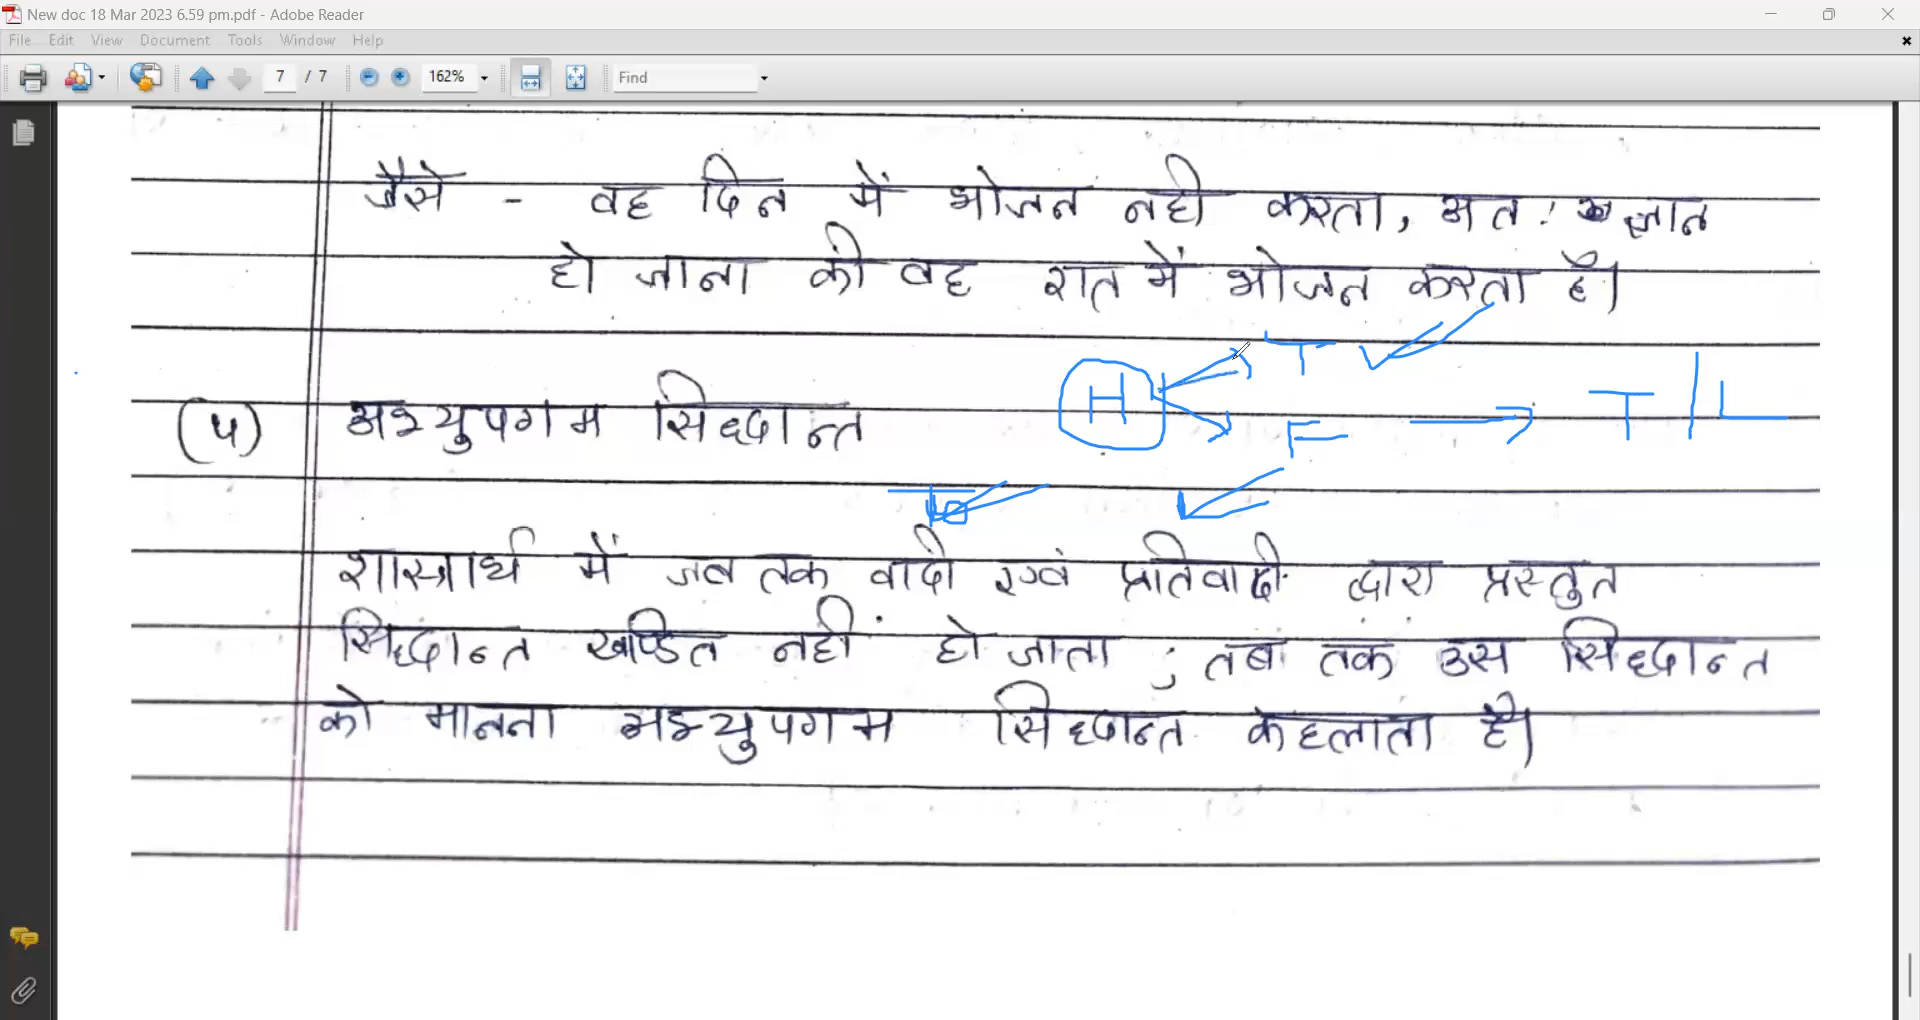 New doc 18 Mar 2023 6.59 pm.pdf - Adobe Reader
File Edit View Document Tools Window Help
7 / 7 162% Find
जैसे - वह दिन में भोजन नही करता, अत: ज्ञान
हो जाना की वह रात में भोजन करता है।
H T
F T L
(५) अभ्युपगम सिद्धान्त
शास्त्रार्थ में जब तक वादी एवं प्रतिवादी द्वारा प्रस्तुत
सिद्धान्त खण्डित नहीं हो जाता ; तब तक उस सिद्धान्त
को मानना अभ्युपगम सिद्धान्त कहलाता है।